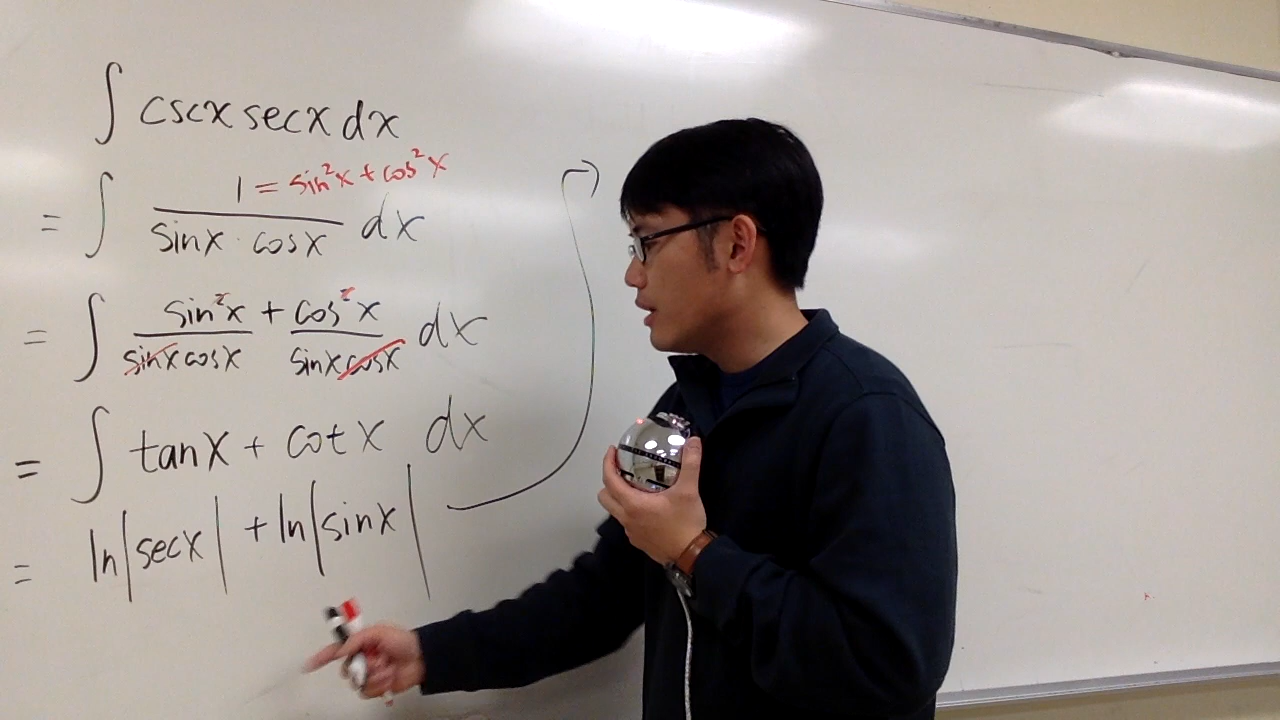 ∫ cscx secx dx
= ∫ 1 = sin²x + cos²x / sinx · cosx dx
= ∫ sin²x / sinx cosx + cos²x / sinx cosx dx
= ∫ tanx + cotx dx
= ln|secx| + ln|sinx|